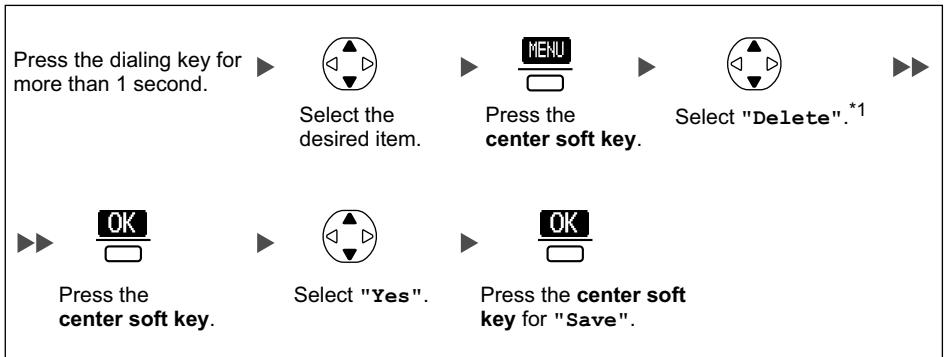 Press the dialing key for
more than 1 second.
MENU
Select the
desired item.
Press the
center soft key.
Select "Delete".*1
OK
OK
Press the
center soft key.
Select "Yes".
Press the center soft
key for "Save".